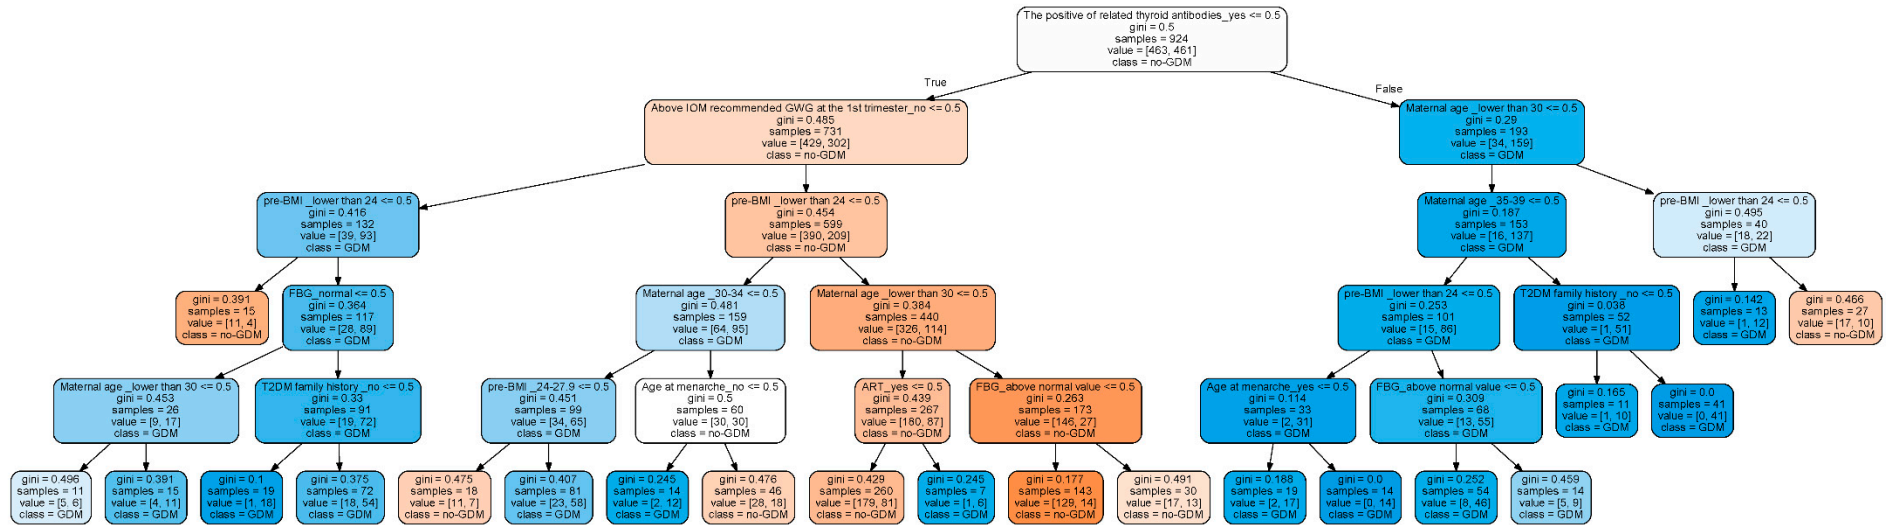 The positive of related thyroid antibodies_yes <= 0.5
gini = 0.5
samples = 924
value = [463, 461]
class = no-GDM
True
False
Above IOM recommended GWG at the 1st trimester_no <= 0.5
gini = 0.485
samples = 731
value = [429, 302]
class = no-GDM
Maternal age _lower than 30 <= 0.5
gini = 0.29
samples = 193
value = [34, 159]
class = GDM
pre-BMI _lower than 24 <= 0.5
gini = 0.416
samples = 132
value = [39, 93]
class = GDM
pre-BMI _lower than 24 <= 0.5
gini = 0.454
samples = 599
value = [390, 209]
class = no-GDM
Maternal age _35-39 <= 0.5
gini = 0.187
samples = 153
value = [16, 137]
class = GDM
pre-BMI _lower than 24 <= 0.5
gini = 0.495
samples = 40
value = [18, 22]
class = GDM
gini = 0.391
samples = 15
value = [11, 4]
class = no-GDM
FBG_normal <= 0.5
gini = 0.364
samples = 117
value = [28, 89]
class = GDM
Maternal age _30-34 <= 0.5
gini = 0.481
samples = 159
value = [64, 95]
class = GDM
Maternal age _lower than 30 <= 0.5
gini = 0.384
samples = 440
value = [326, 114]
class = no-GDM
pre-BMI _lower than 24 <= 0.5
gini = 0.253
samples = 101
value = [15, 86]
class = GDM
T2DM family history _no <= 0.5
gini = 0.038
samples = 52
value = [1, 51]
class = GDM
gini = 0.142
samples = 13
value = [1, 12]
class = GDM
gini = 0.466
samples = 27
value = [17, 10]
class = no-GDM
Maternal age _lower than 30 <= 0.5
gini = 0.453
samples = 26
value = [9, 17]
class = GDM
T2DM family history _no <= 0.5
gini = 0.33
samples = 91
value = [19, 72]
class = GDM
pre-BMI _24-27.9 <= 0.5
gini = 0.451
samples = 99
value = [34, 65]
class = GDM
Age at menarche_no <= 0.5
gini = 0.5
samples = 60
value = [30, 30]
class = no-GDM
ART_yes <= 0.5
gini = 0.439
samples = 267
value = [180, 87]
class = no-GDM
FBG_above normal value <= 0.5
gini = 0.263
samples = 173
value = [146, 27]
class = no-GDM
Age at menarche_yes <= 0.5
gini = 0.114
samples = 33
value = [2, 31]
class = GDM
FBG_above normal value <= 0.5
gini = 0.309
samples = 68
value = [13, 55]
class = GDM
gini = 0.165
samples = 11
value = [1, 10]
class = GDM
gini = 0.0
samples = 41
value = [0, 41]
class = GDM
gini = 0.496
samples = 11
value = [5, 6]
class = GDM
gini = 0.391
samples = 15
value = [4, 11]
class = GDM
gini = 0.1
samples = 19
value = [1, 18]
class = GDM
gini = 0.375
samples = 72
value = [18, 54]
class = GDM
gini = 0.475
samples = 18
value = [11, 7]
class = no-GDM
gini = 0.407
samples = 81
value = [23, 58]
class = GDM
gini = 0.245
samples = 14
value = [2, 12]
class = GDM
gini = 0.476
samples = 46
value = [28, 18]
class = no-GDM
gini = 0.429
samples = 260
value = [179, 81]
class = no-GDM
gini = 0.245
samples = 7
value = [1, 6]
class = GDM
gini = 0.177
samples = 143
value = [129, 14]
class = no-GDM
gini = 0.491
samples = 30
value = [17, 13]
class = no-GDM
gini = 0.188
samples = 19
value = [2, 17]
class = GDM
gini = 0.0
samples = 14
value = [0, 14]
class = GDM
gini = 0.252
samples = 54
value = [8, 46]
class = GDM
gini = 0.459
samples = 14
value = [5, 9]
class = GDM